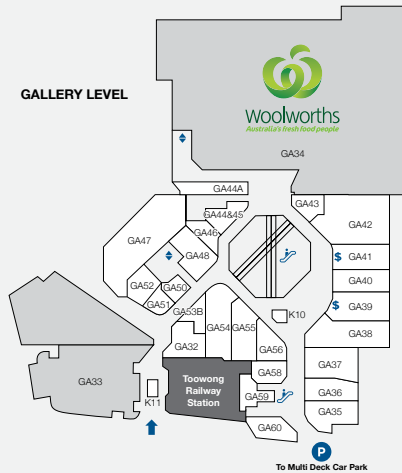 GALLERY LEVEL
Woolworths
Australia's fresh food people
GA34
GA44A
GA43
GA44&45
GA42
GA46
GA47
GA48
$ GA41
GA52
GA50
GA40
GA51
$ GA39
GA53B
K10
GA54
GA55
GA38
GA32
GA56
GA37
GA58
GA33
Toowong
Railway
Station
GA36
K11
GA59
GA35
GA60
P
To Multi Deck Car Park